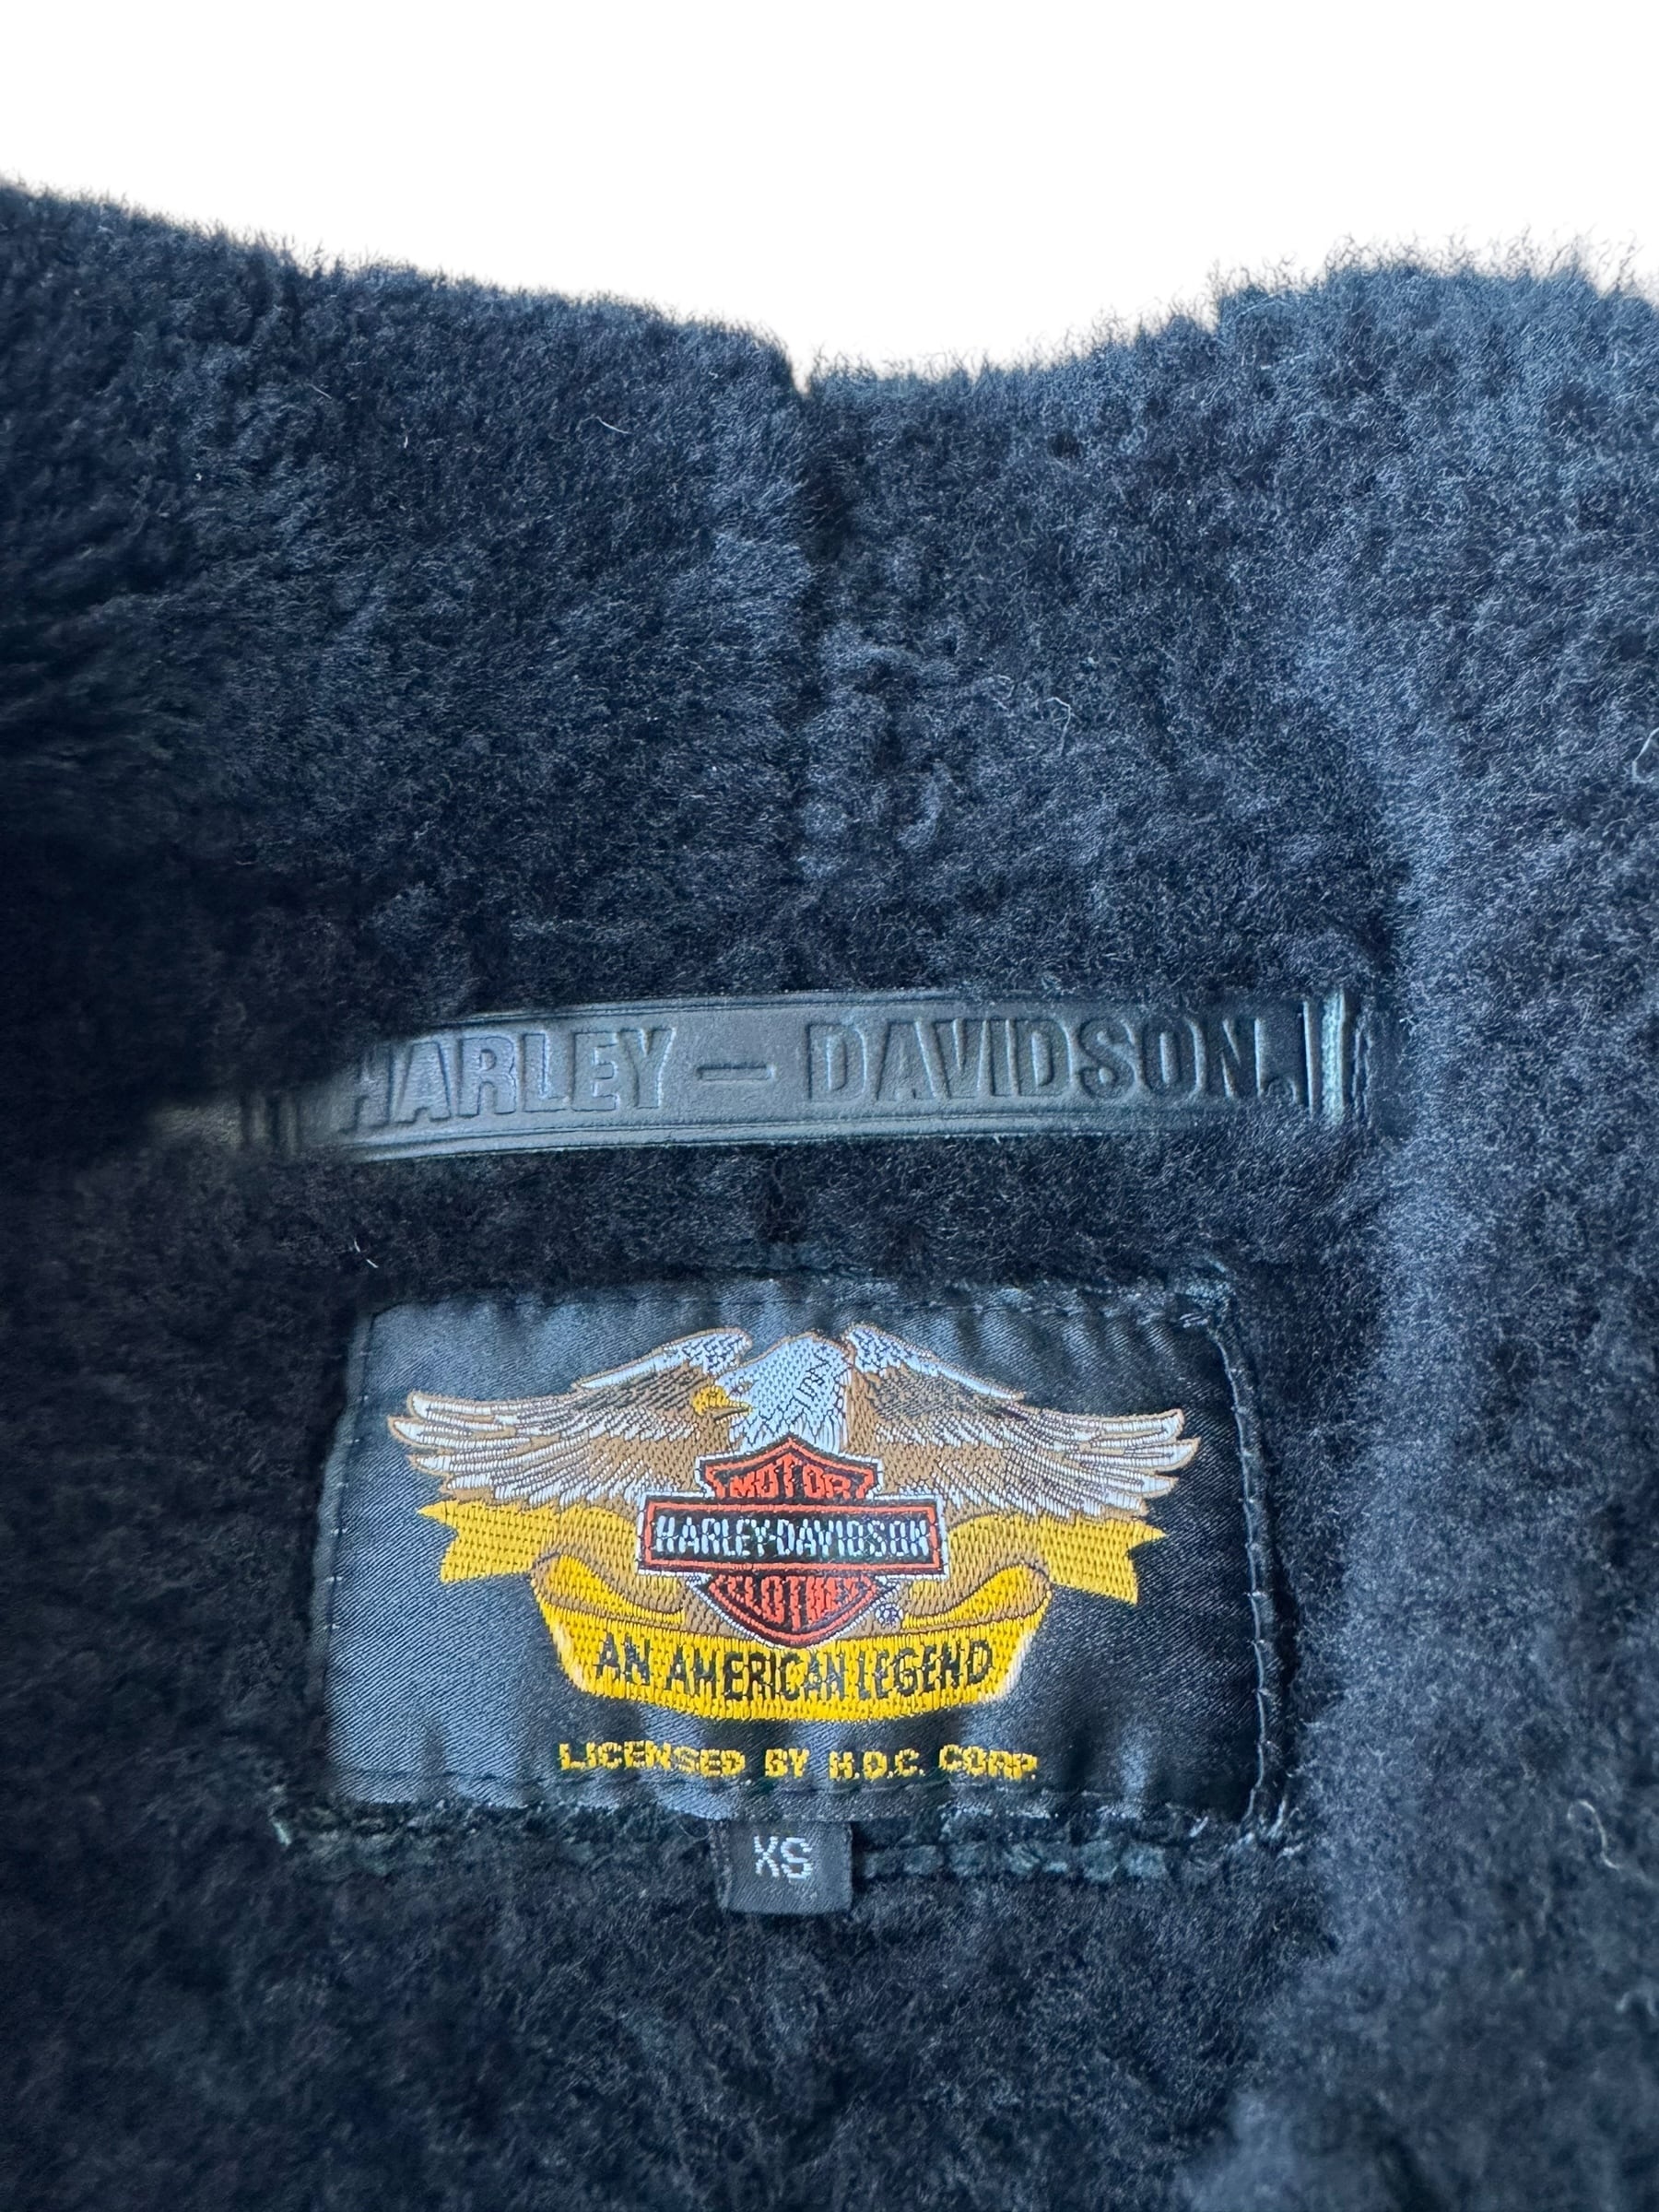 HARLEY — DAVIDSON.
MOTOR
HARLEY-DAVIDSON
CLOTHES
®
AN AMERICAN LEGEND
LICENSED BY H.D.C. CORP.
XS